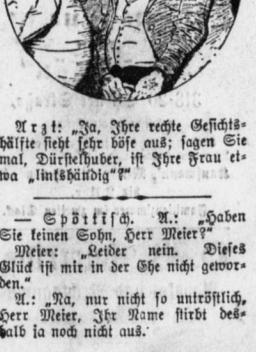 Arzt: „Ja, Ihre rechte Gesichts-
hälfte sieht sehr böse aus; sagen Sie
mal, Dürstelhuber, ist Ihre Frau et-
wa „linkshändig“?“
— Spöttisch. A.: „Haben
Sie keinen Sohn, Herr Meier?“
Meier: „Leider nein. Dieses
Glück ist mir in der Ehe nicht gewor-
den.“
A.: „Na, nur nicht so untröstlich,
Herr Meier, Ihr Name stirbt des-
halb ja noch nicht aus.“